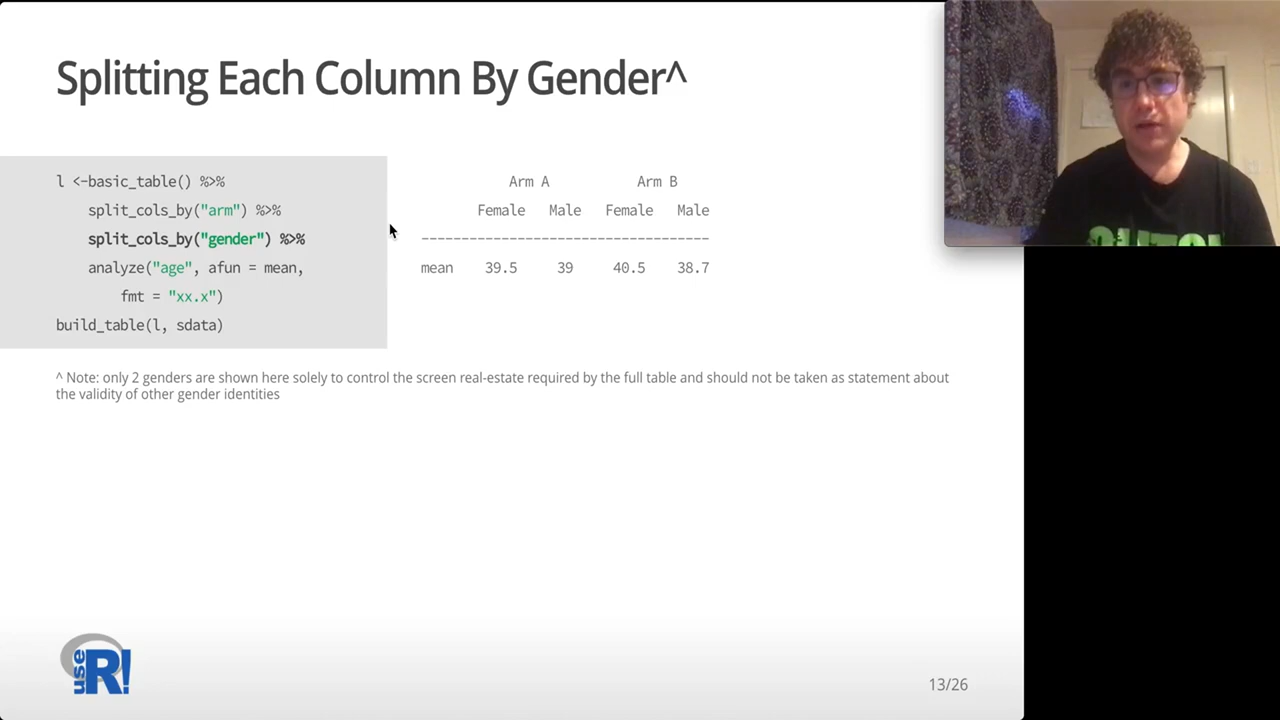 Splitting Each Column By Gender^
l <-basic_table() %>%
split_cols_by("arm") %>%
split_cols_by("gender") %>%
analyze("age", afun = mean,
fmt = "xx.x")
build_table(l, sdata)
Arm A Arm B
Female Male Female Male
------------------------------------
mean 39.5 39 40.5 38.7
^ Note: only 2 genders are shown here solely to control the screen real-estate required by the full table and should not be taken as statement about
the validity of other gender identities
use R!
13/26